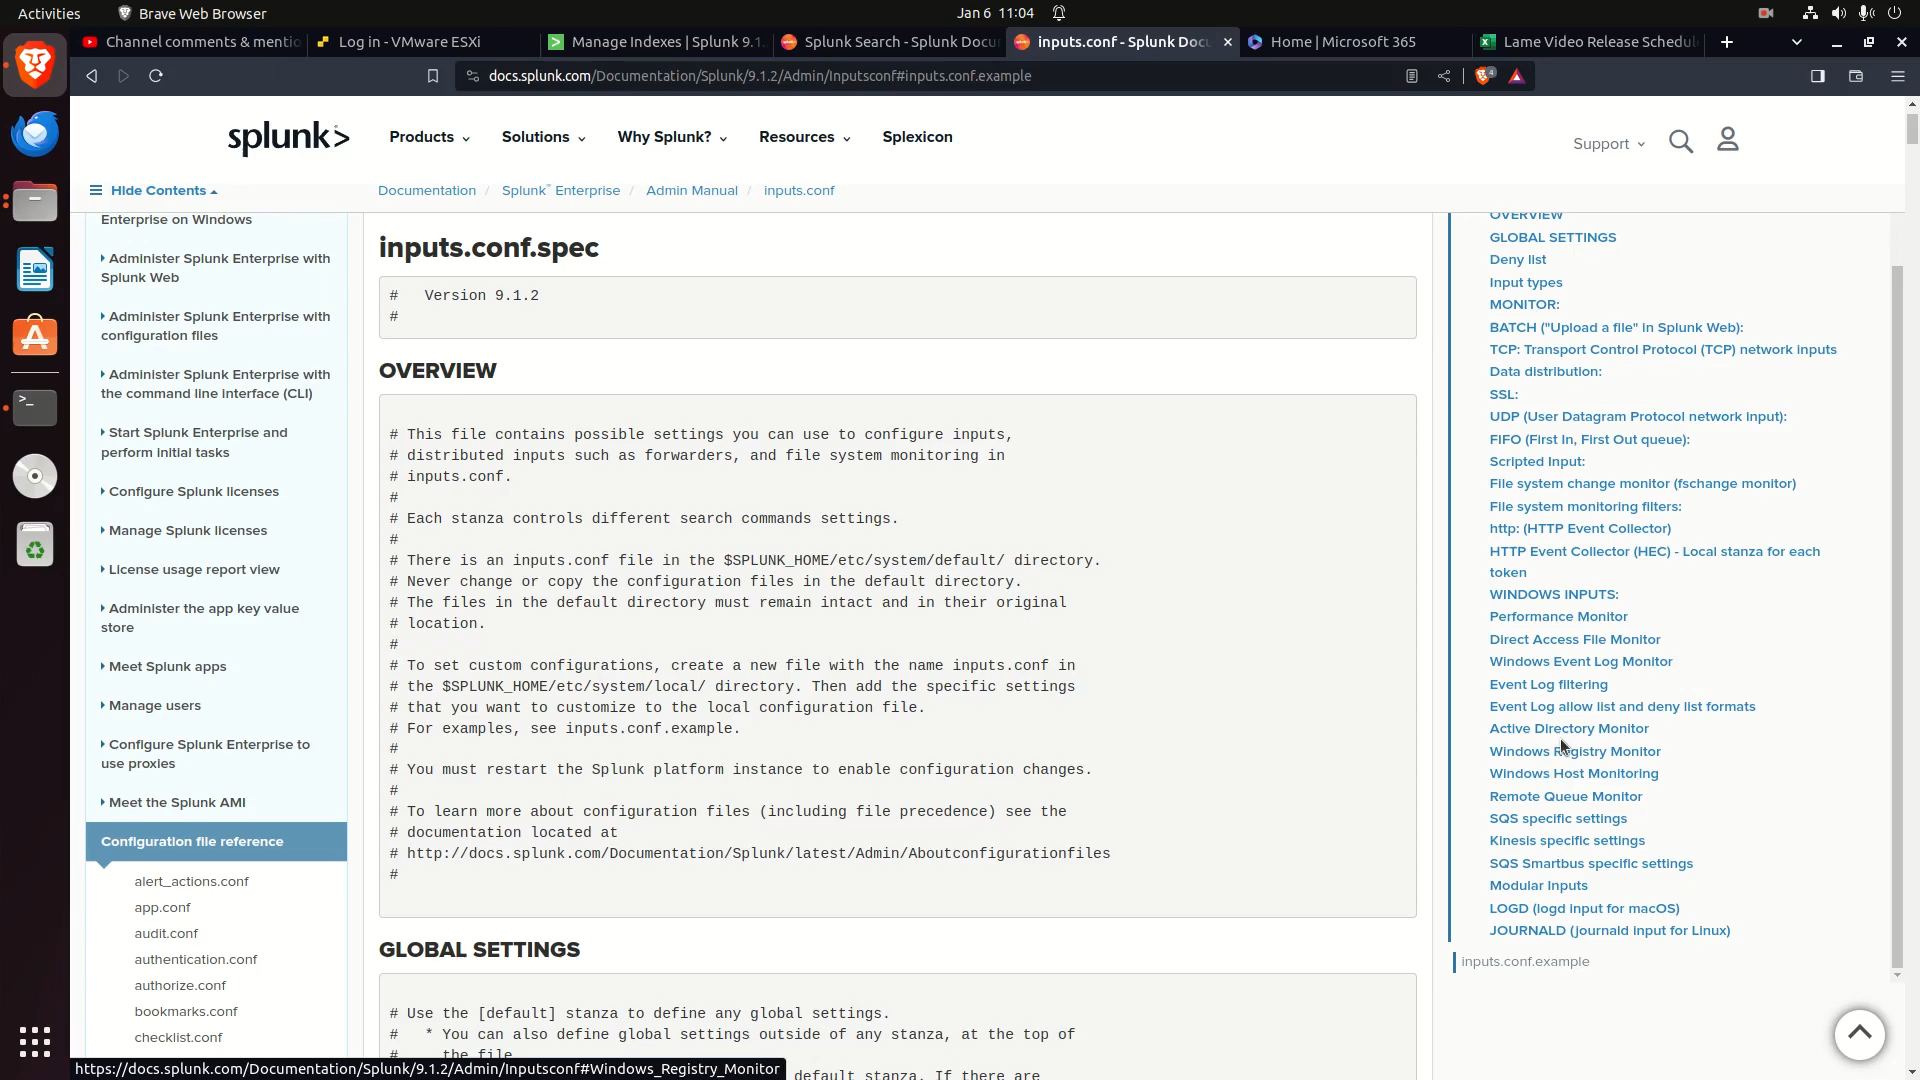 Activities
Brave Web Browser
Jan 6 11:04
Channel comments & mentio
Log in - VMware ESXi
Manage Indexes | Splunk 9.1.
Splunk Search - Splunk Docu
inputs.conf - Splunk Docu
Home | Microsoft 365
Lame Video Release Schedul
docs.splunk.com/Documentation/Splunk/9.1.2/Admin/Inputsconf#inputs.conf.example
4
splunk>
Products
Solutions
Why Splunk?
Resources
Splexicon
Support
Hide Contents
Documentation / Splunk® Enterprise / Admin Manual / inputs.conf
Enterprise on Windows
Administer Splunk Enterprise with
Splunk Web
Administer Splunk Enterprise with
configuration files
Administer Splunk Enterprise with
the command line interface (CLI)
Start Splunk Enterprise and
perform initial tasks
Configure Splunk licenses
Manage Splunk licenses
License usage report view
Administer the app key value
store
Meet Splunk apps
Manage users
Configure Splunk Enterprise to
use proxies
Meet the Splunk AMI
Configuration file reference
alert_actions.conf
app.conf
audit.conf
authentication.conf
authorize.conf
bookmarks.conf
checklist.conf
inputs.conf.spec
#   Version 9.1.2
#
OVERVIEW
# This file contains possible settings you can use to configure inputs,
# distributed inputs such as forwarders, and file system monitoring in
# inputs.conf.
#
# Each stanza controls different search commands settings.
#
# There is an inputs.conf file in the $SPLUNK_HOME/etc/system/default/ directory.
# Never change or copy the configuration files in the default directory.
# The files in the default directory must remain intact and in their original
# location.
#
# To set custom configurations, create a new file with the name inputs.conf in
# the $SPLUNK_HOME/etc/system/local/ directory. Then add the specific settings
# that you want to customize to the local configuration file.
# For examples, see inputs.conf.example.
#
# You must restart the Splunk platform instance to enable configuration changes.
#
# To learn more about configuration files (including file precedence) see the
# documentation located at
# http://docs.splunk.com/Documentation/Splunk/latest/Admin/Aboutconfigurationfiles
#
GLOBAL SETTINGS
# Use the [default] stanza to define any global settings.
#   * You can also define global settings outside of any stanza, at the top of
#     the file.
default stanza. If there are
OVERVIEW
GLOBAL SETTINGS
Deny list
Input types
MONITOR:
BATCH ("Upload a file" in Splunk Web):
TCP: Transport Control Protocol (TCP) network inputs
Data distribution:
SSL:
UDP (User Datagram Protocol network input):
FIFO (First In, First Out queue):
Scripted Input:
File system change monitor (fschange monitor)
File system monitoring filters:
http: (HTTP Event Collector)
HTTP Event Collector (HEC) - Local stanza for each
token
WINDOWS INPUTS:
Performance Monitor
Direct Access File Monitor
Windows Event Log Monitor
Event Log filtering
Event Log allow list and deny list formats
Active Directory Monitor
Windows Registry Monitor
Windows Host Monitoring
Remote Queue Monitor
SQS specific settings
Kinesis specific settings
SQS Smartbus specific settings
Modular Inputs
LOGD (logd input for macOS)
JOURNALD (journald input for Linux)
inputs.conf.example
https://docs.splunk.com/Documentation/Splunk/9.1.2/Admin/Inputsconf#Windows_Registry_Monitor